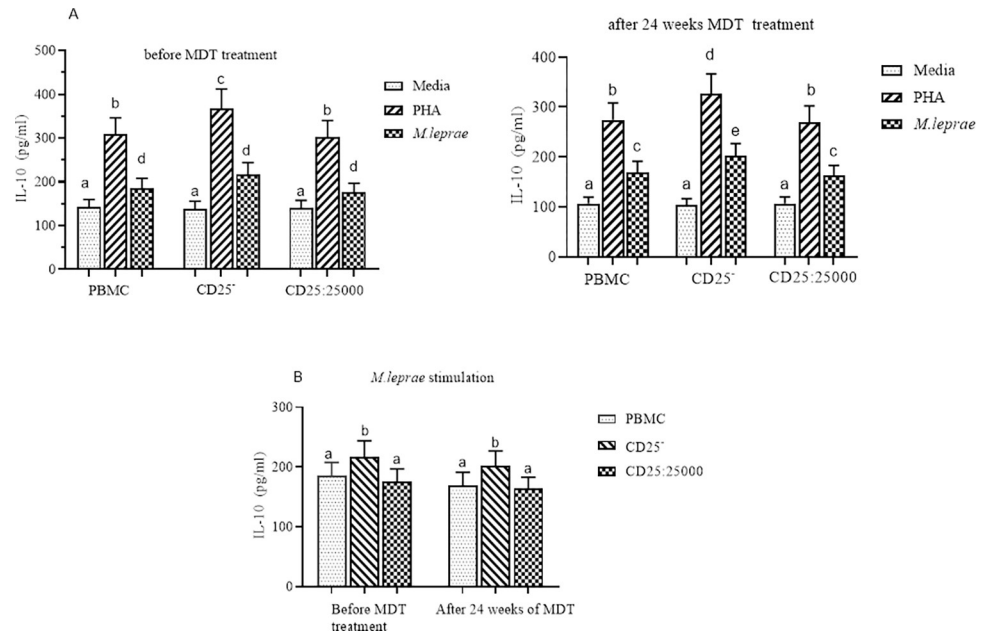 A
before MDT treatment
500
400
300
200
100
0
IL-10 (pg/ml)
a
b
d
a
c
d
a
b
d
PBMC
CD25⁻
CD25:25000
Media
PHA
M.leprae
after 24 weeks MDT treatment
400
300
200
100
0
IL-10 (pg/ml)
a
b
c
a
d
e
a
b
c
PBMC
CD25⁻
CD25:25000
Media
PHA
M.leprae
B
M.leprae stimulation
300
200
100
0
IL-10 (pg/ml)
a
b
a
a
b
a
Before MDT
treatment
After 24 weeks of MDT
PBMC
CD25⁻
CD25:25000